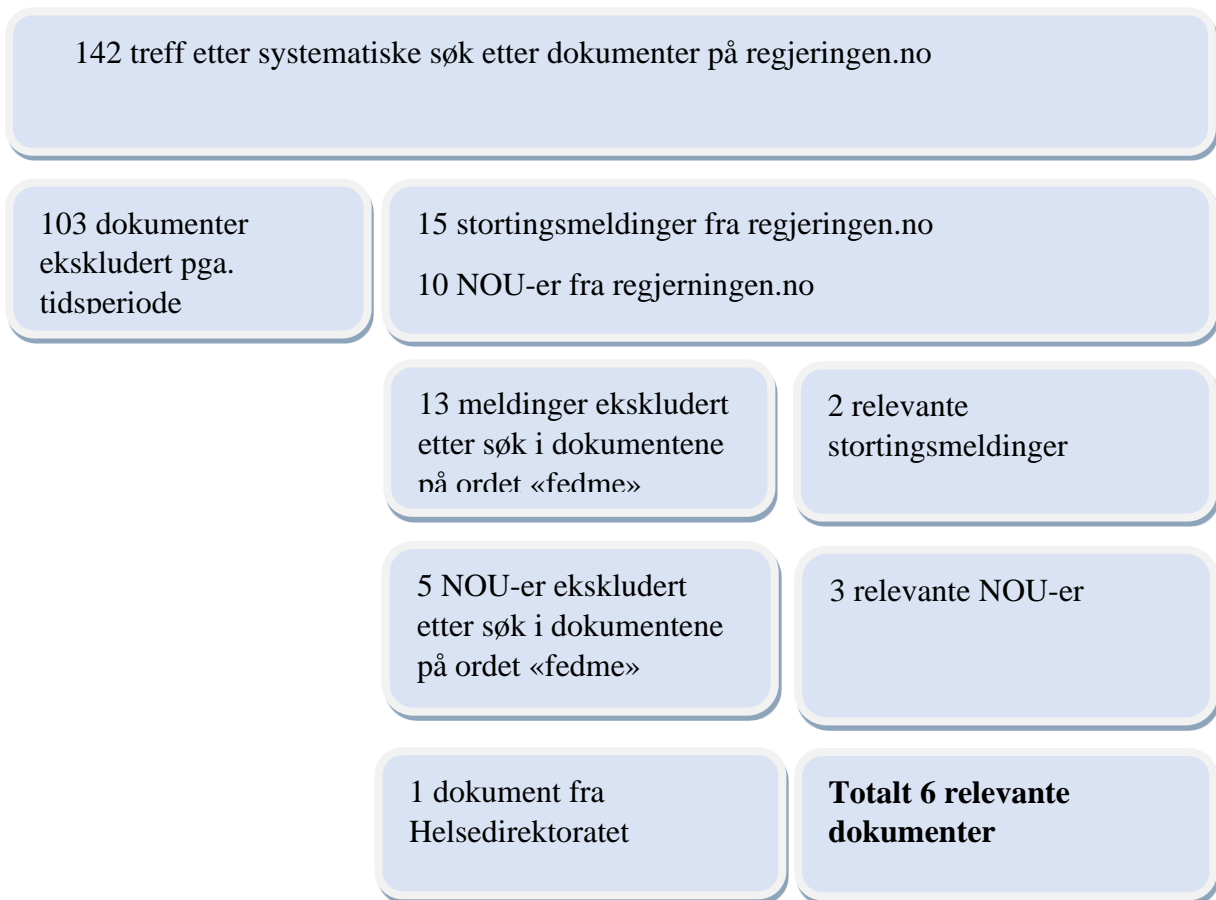 142 treff etter systematiske søk etter dokumenter på regjeringen.no
103 dokumenter
ekskludert pga.
tidsperiode
15 stortingsmeldinger fra regjeringen.no
10 NOU-er fra regjerningen.no
13 meldinger ekskludert
etter søk i dokumentene
på ordet «fedme»
2 relevante
stortingsmeldinger
5 NOU-er ekskludert
etter søk i dokumentene
på ordet «fedme»
3 relevante NOU-er
1 dokument fra
Helsedirektoratet
Totalt 6 relevante
dokumenter